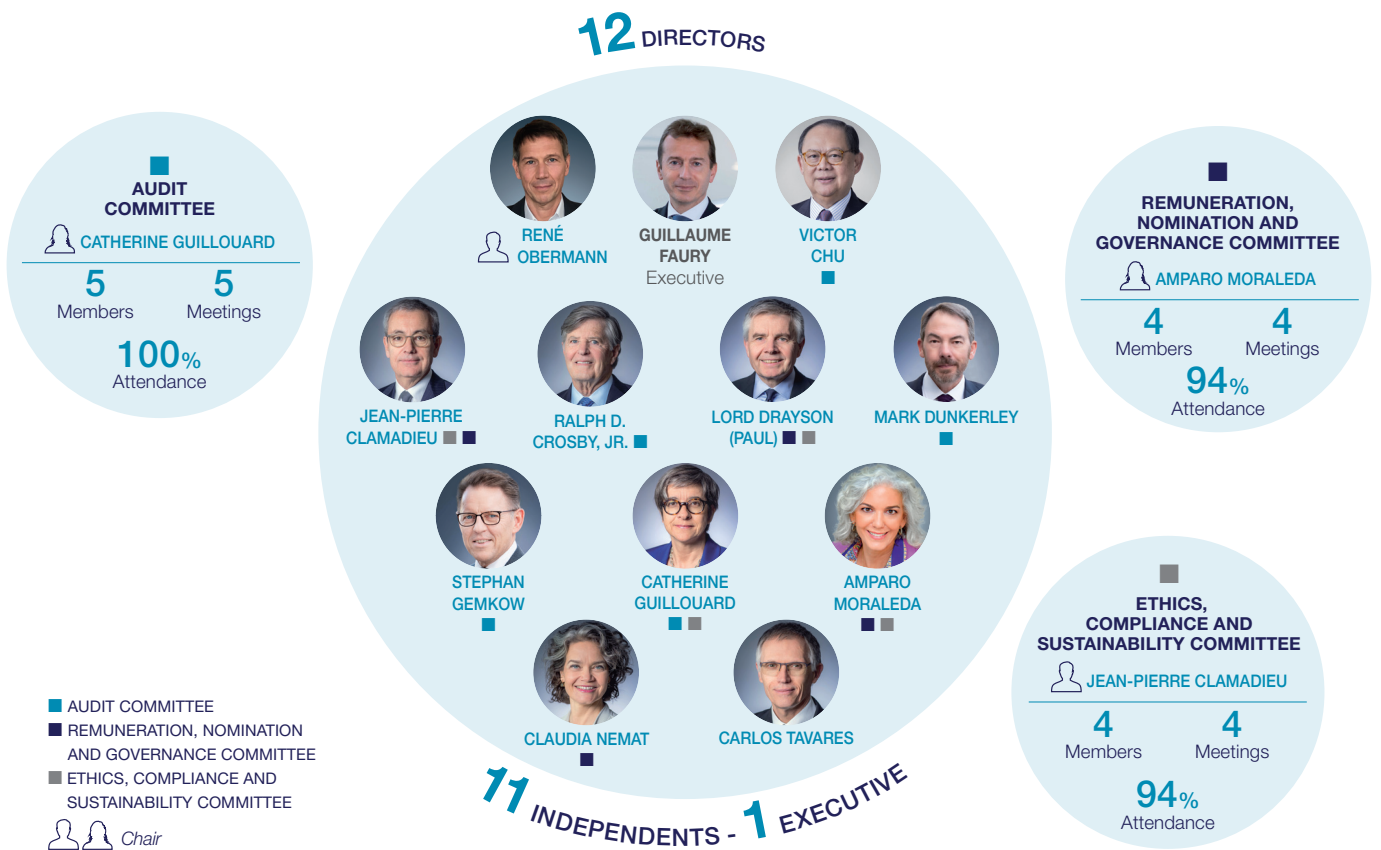 12 DIRECTORS
AUDIT
COMMITTEE
CATHERINE GUILLOUARD
5
Members
5
Meetings
100%
Attendance
RENÉ
OBERMANN
GUILLAUME
FAURY
Executive
VICTOR
CHU
JEAN-PIERRE
CLAMADIEU
RALPH D.
CROSBY, JR.
LORD DRAYSON
(PAUL)
MARK DUNKERLEY
STEPHAN
GEMKOW
CATHERINE
GUILLOUARD
AMPARO
MORALEDA
CLAUDIA NEMAT
CARLOS TAVARES
11 INDEPENDENTS - 1 EXECUTIVE
REMUNERATION,
NOMINATION AND
GOVERNANCE COMMITTEE
AMPARO MORALEDA
4
Members
4
Meetings
94%
Attendance
ETHICS,
COMPLIANCE AND
SUSTAINABILITY COMMITTEE
JEAN-PIERRE CLAMADIEU
4
Members
4
Meetings
94%
Attendance
AUDIT COMMITTEE
REMUNERATION, NOMINATION
AND GOVERNANCE COMMITTEE
ETHICS, COMPLIANCE AND
SUSTAINABILITY COMMITTEE
Chair